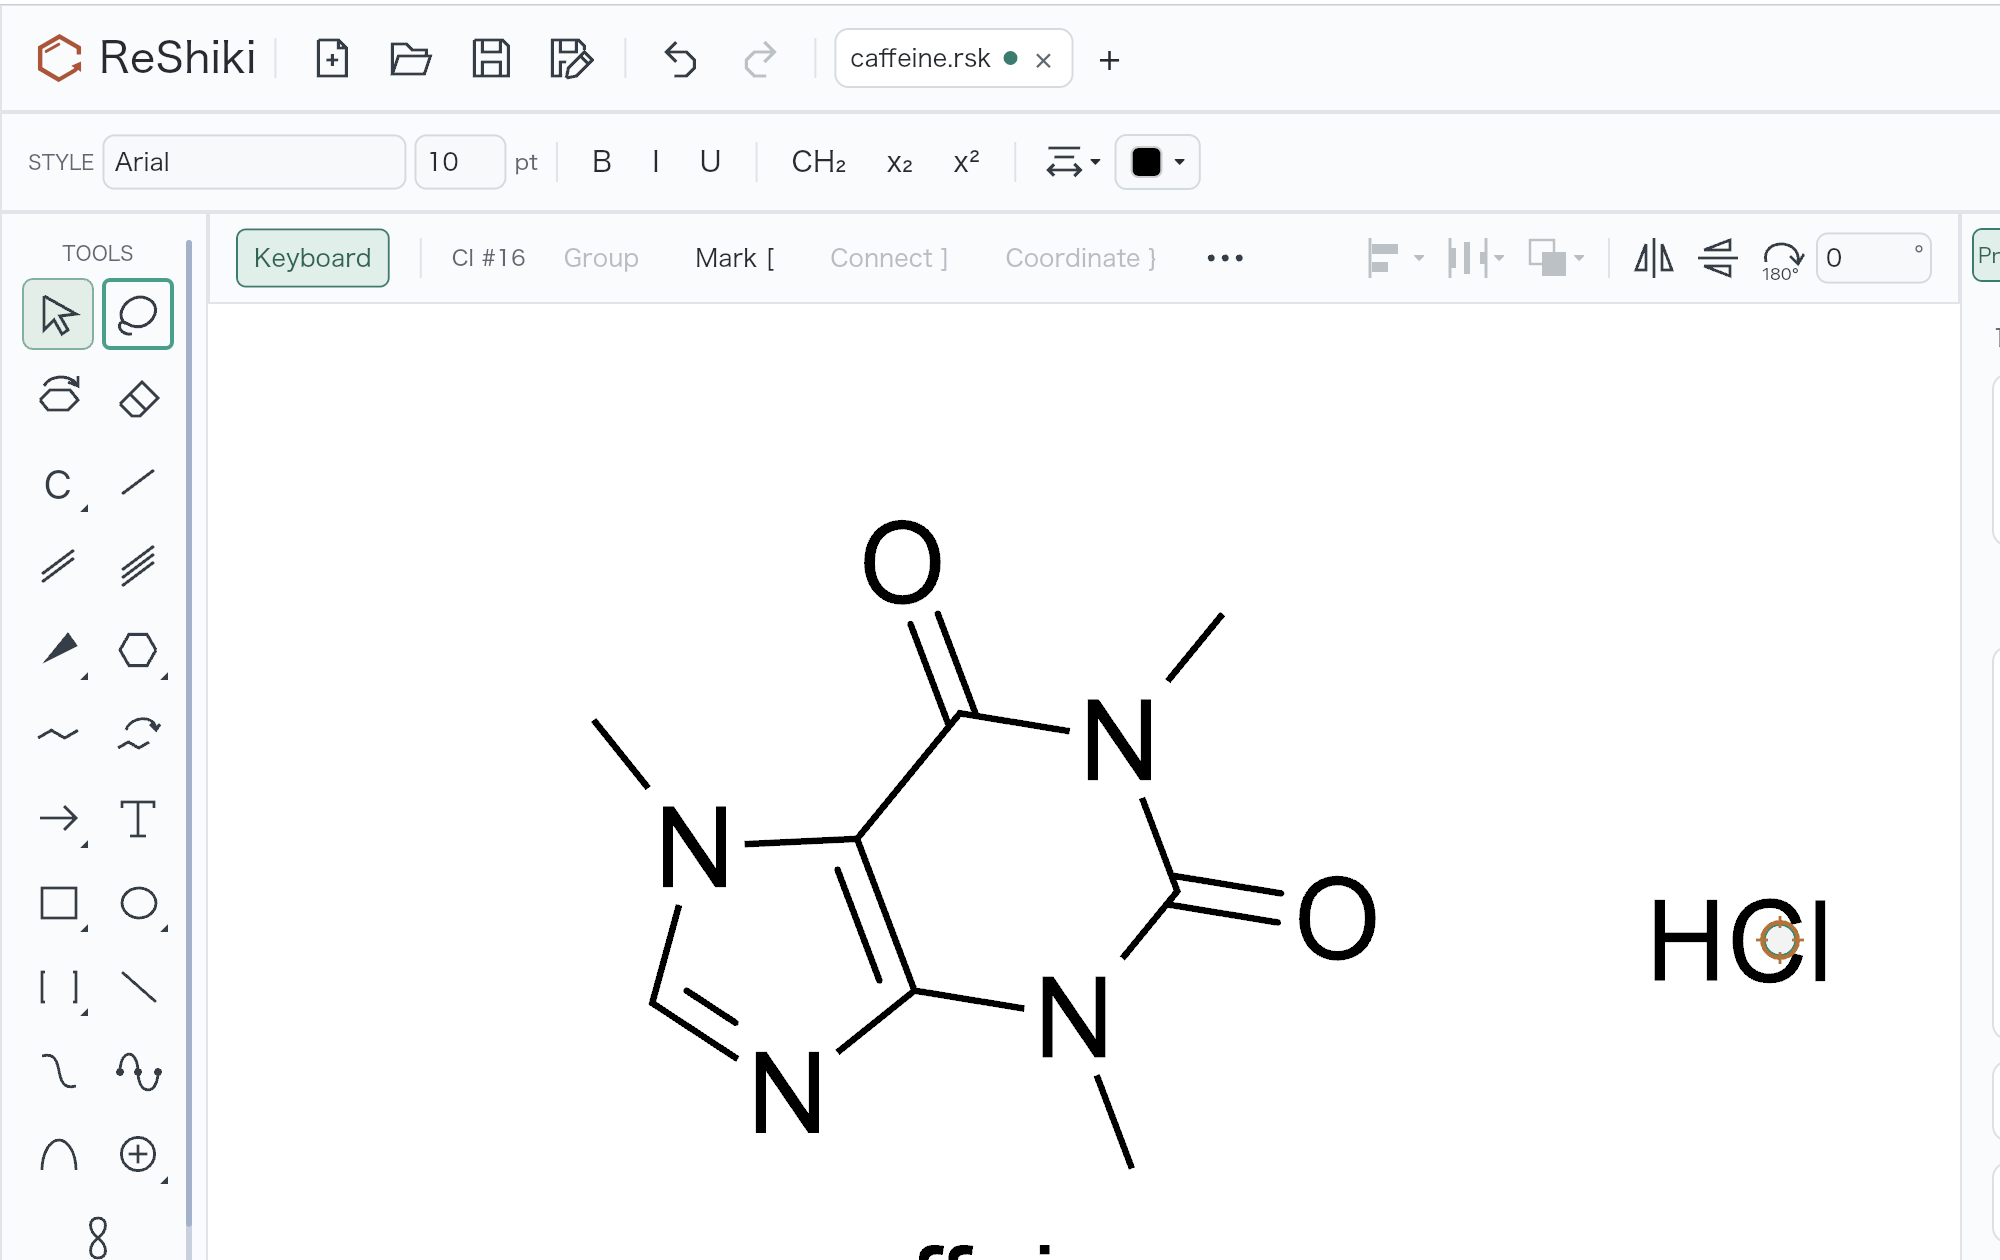 ReShiki
caffeine.rsk
STYLE Arial 10 pt B I U CH₂ x₂ x²
TOOLS
Keyboard Cl #16 Group Mark [ Connect ] Coordinate } 180° 0 °
C
T
[ ]
O
N
N
O
HCl
N
N